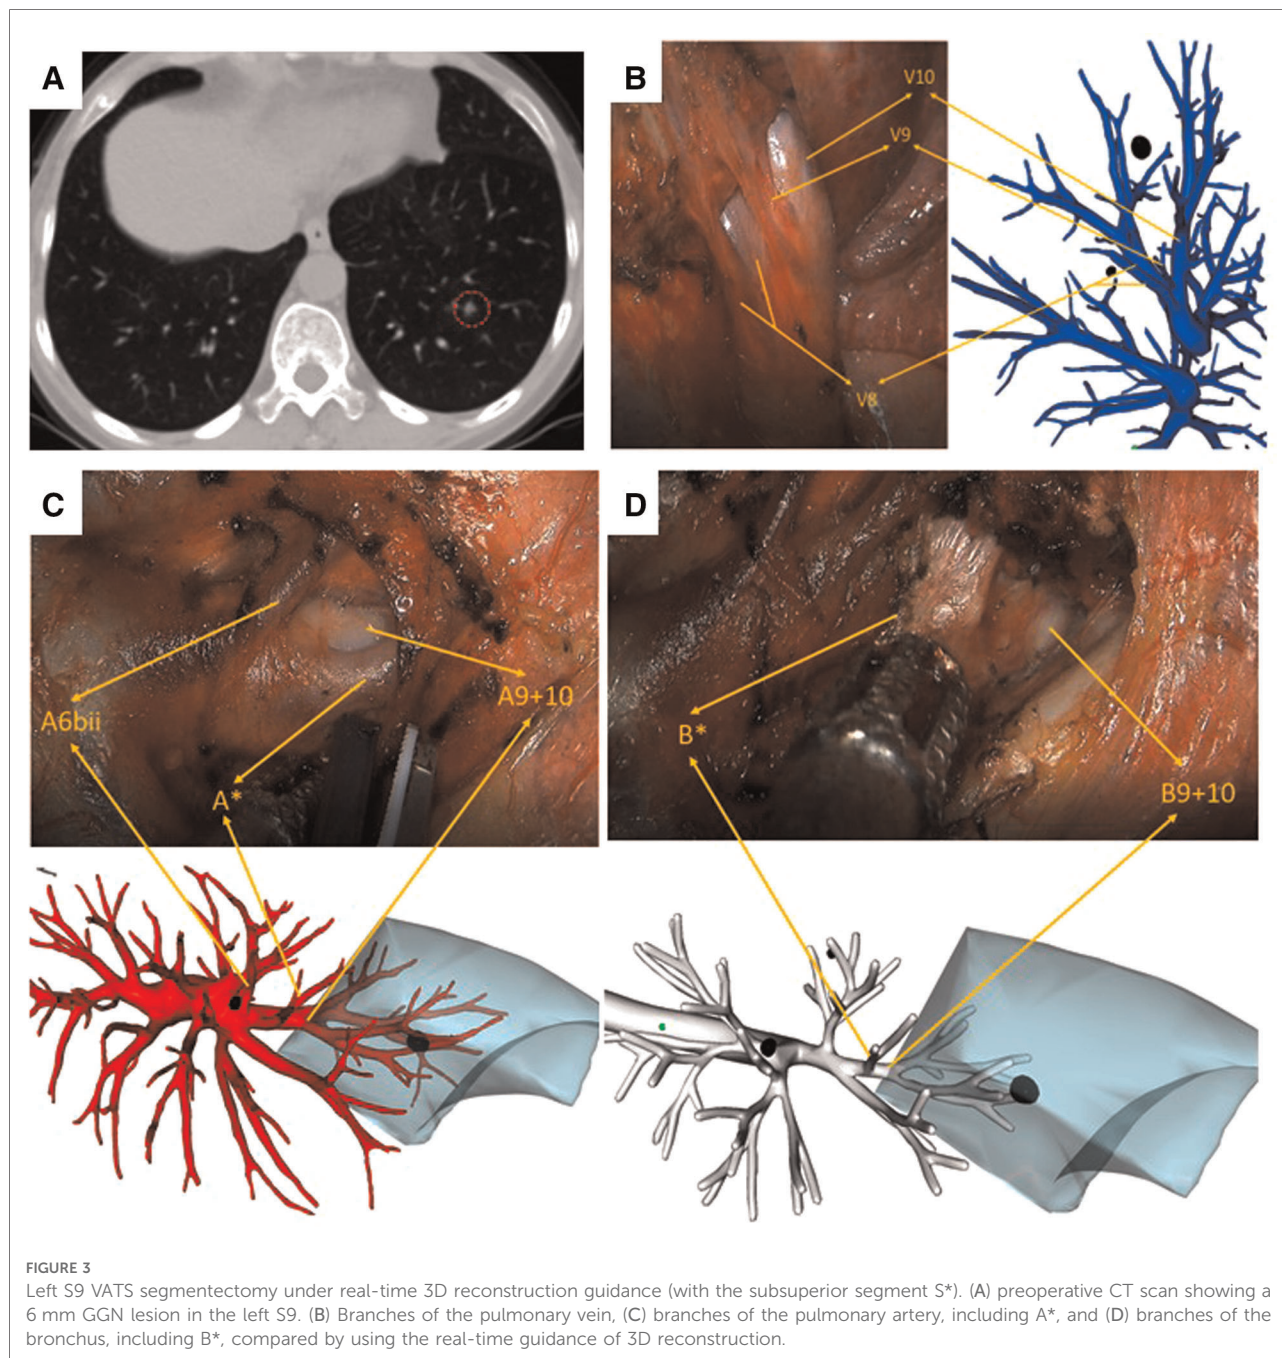 A
B
V10
V9
V8
C
D
A6bii
A9+10
A*
B*
B9+10
FIGURE 3
Left S9 VATS segmentectomy under real-time 3D reconstruction guidance (with the subsuperior segment S*). (A) preoperative CT scan showing a
6 mm GGN lesion in the left S9. (B) Branches of the pulmonary vein, (C) branches of the pulmonary artery, including A*, and (D) branches of the
bronchus, including B*, compared by using the real-time guidance of 3D reconstruction.